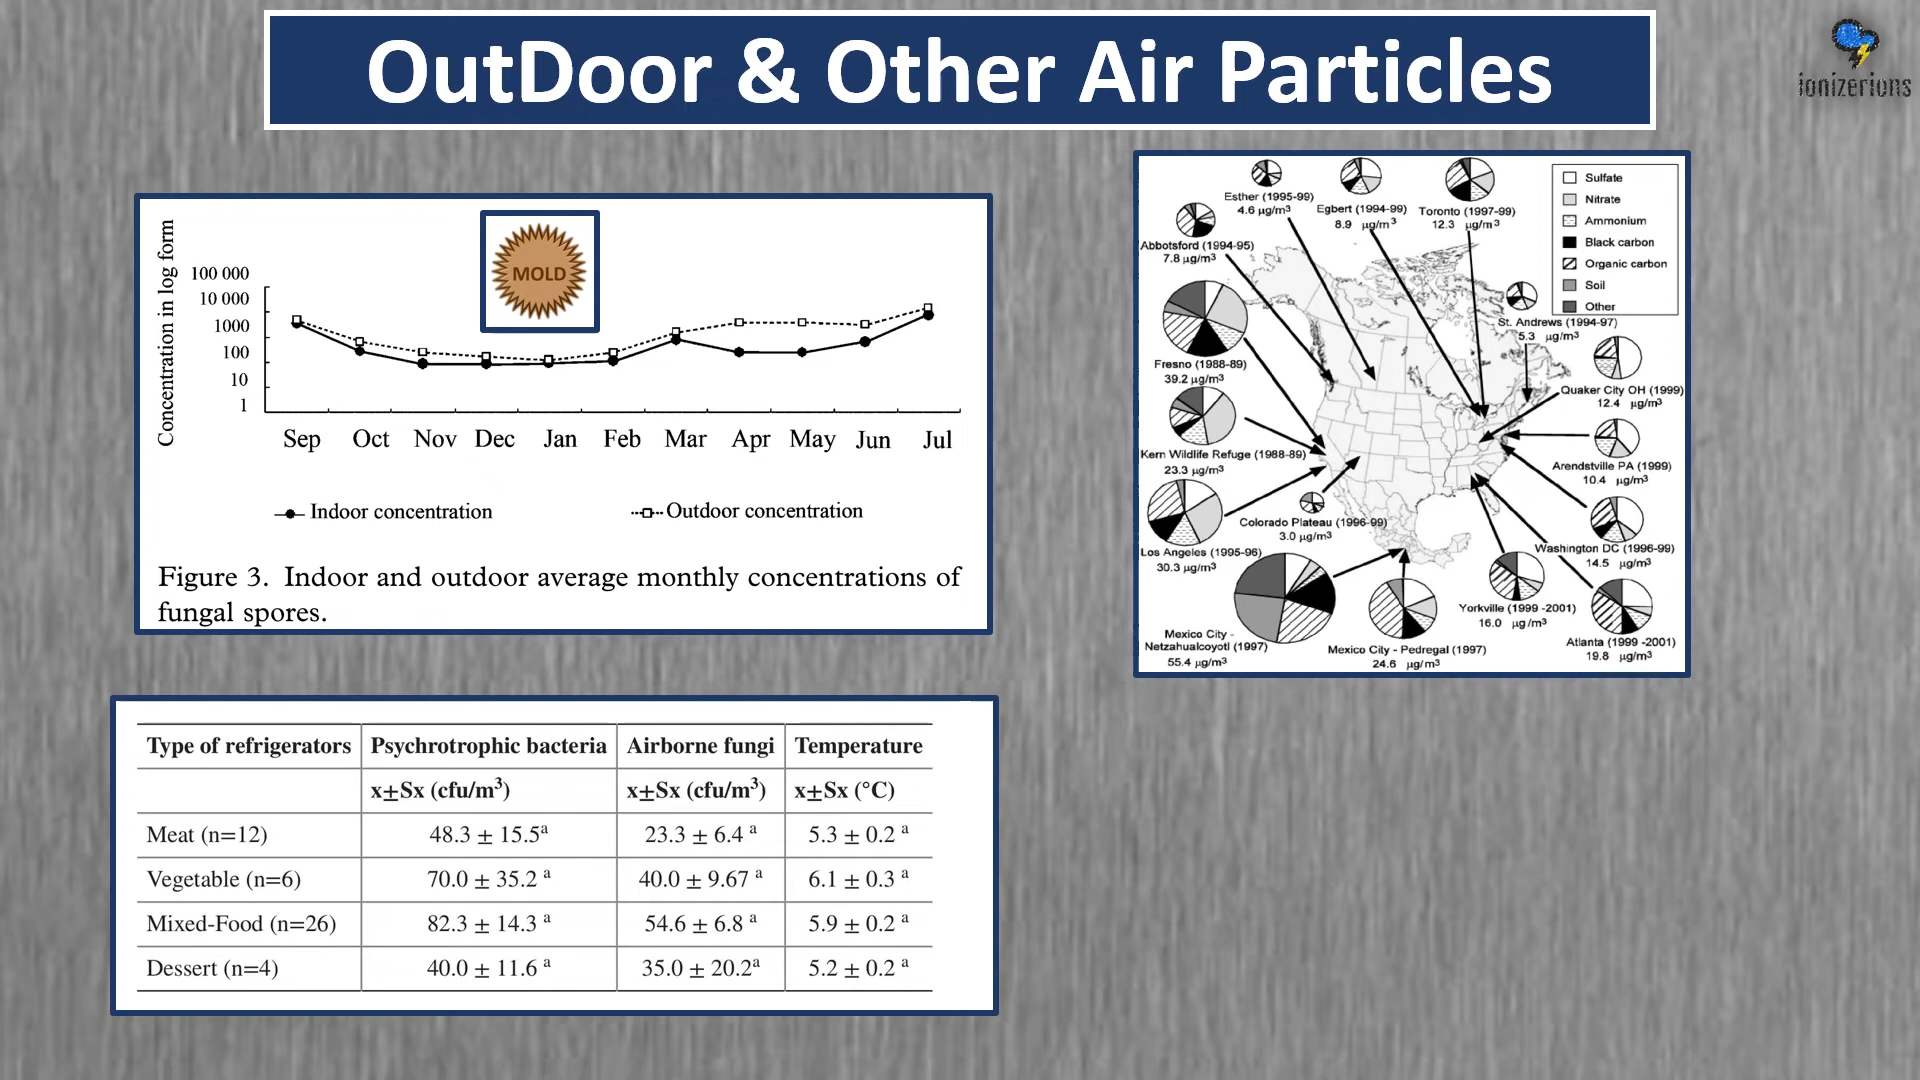 OutDoor & Other Air Particles
ionizerions
Concentration in log form
100 000
10 000
1000
100
10
1
MOLD
Sep Oct Nov Dec Jan Feb Mar Apr May Jun Jul
Indoor concentration Outdoor concentration
Figure 3. Indoor and outdoor average monthly concentrations of
fungal spores.
Type of refrigerators Psychrotrophic bacteria Airborne fungi Temperature
x±Sx (cfu/m³) x±Sx (cfu/m³) x±Sx (°C)
Meat (n=12) 48.3 ± 15.5ᵃ 23.3 ± 6.4 ᵃ 5.3 ± 0.2 ᵃ
Vegetable (n=6) 70.0 ± 35.2 ᵃ 40.0 ± 9.67 ᵃ 6.1 ± 0.3 ᵃ
Mixed-Food (n=26) 82.3 ± 14.3 ᵃ 54.6 ± 6.8 ᵃ 5.9 ± 0.2 ᵃ
Dessert (n=4) 40.0 ± 11.6 ᵃ 35.0 ± 20.2ᵃ 5.2 ± 0.2 ᵃ
Esther (1995-99)
4.6 µg/m³
Egbert (1994-99)
8.9 µg/m³
Toronto (1997-99)
12.3 µg/m³
Sulfate
Nitrate
Ammonium
Black carbon
Organic carbon
Soil
Other
Abbotsford (1994-95)
7.8 µg/m³
St. Andrews (1994-97)
5.3 µg/m³
Fresno (1988-89)
39.2 µg/m³
Quaker City OH (1999)
12.4 µg/m³
Kern Wildlife Refuge (1988-89)
23.3 µg/m³
Arendstville PA (1999)
10.4 µg/m³
Colorado Plateau (1996-99)
3.0 µg/m³
Los Angeles (1995-96)
30.3 µg/m³
Washington DC (1996-99)
14.5 µg/m³
Yorkville (1999 -2001)
16.0 µg/m³
Mexico City -
Netzahualcoyotl (1997)
55.4 µg/m³
Mexico City - Pedregal (1997)
24.6 µg/m³
Atlanta (1999 -2001)
19.8 µg/m³